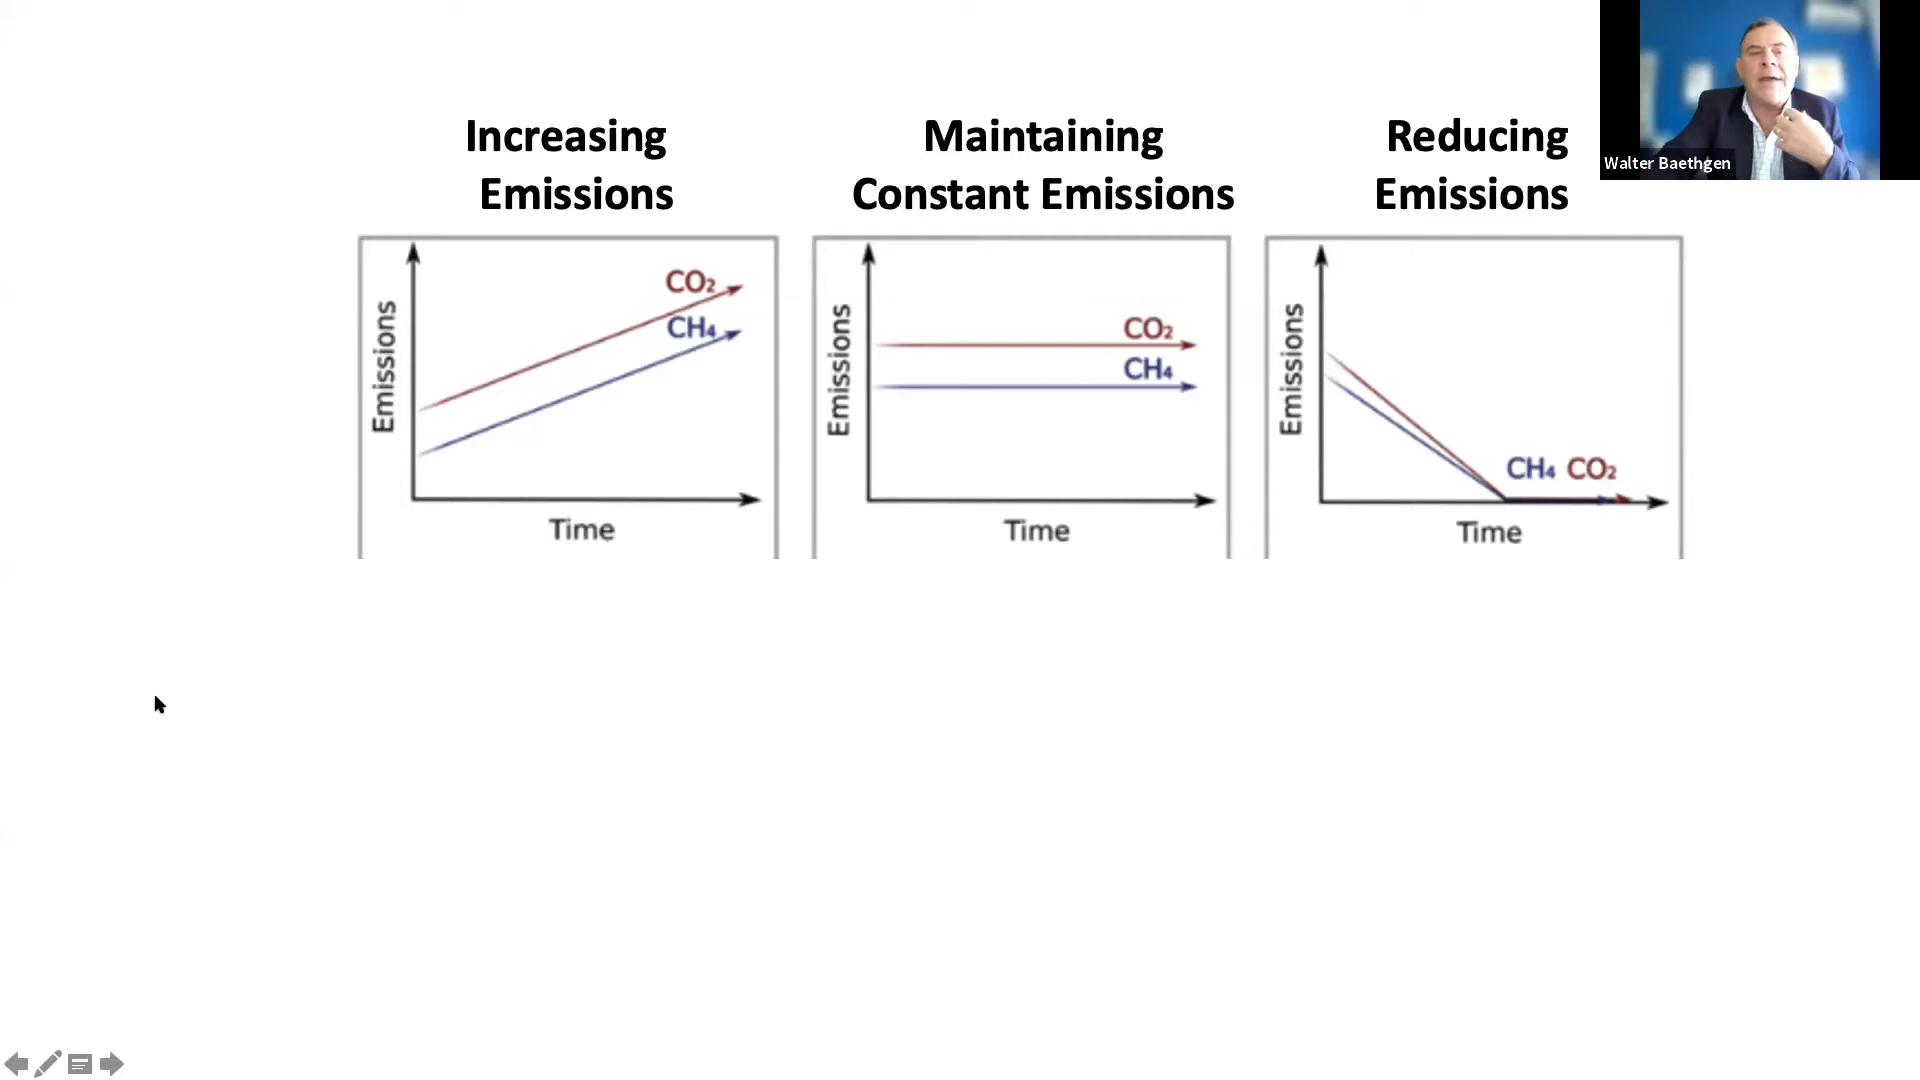 Increasing
Emissions
Maintaining
Constant Emissions
Reducing
Emissions
Walter Baethgen
Emissions
CO₂
CH₄
Time
Emissions
CO₂
CH₄
Time
Emissions
CH₄ CO₂
Time